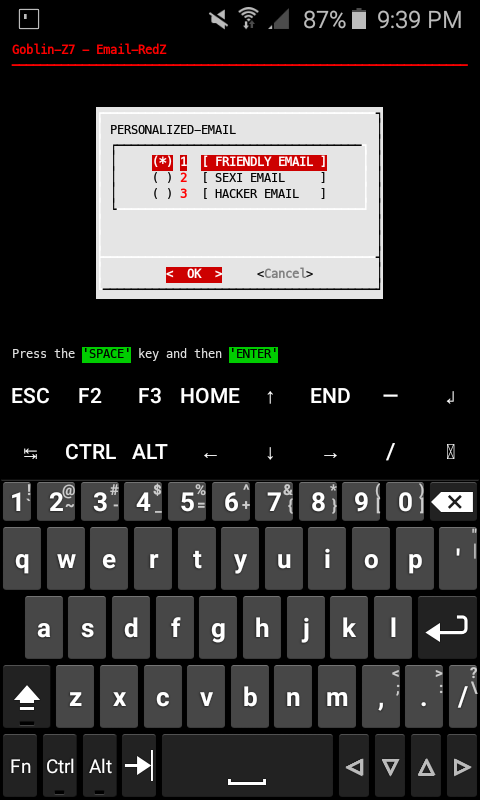 87% 9:39 PM
Goblin-Z7 - Email-RedZ
PERSONALIZED-EMAIL
(*) 1 [ FRIENDLY EMAIL ]
( ) 2 [ SEXI EMAIL ]
( ) 3 [ HACKER EMAIL ]
< OK > <Cancel>
Press the 'SPACE' key and then 'ENTER'
ESC F2 F3 HOME ↑ END – ↲
↹ CTRL ALT ← ↓ → /
1 ! 2 @ ~ 3 # - 4 $ _ 5 % = 6 ^ + 7 & { 8 * } 9 ( [ 0 ) ]
q w e r t y u i o p ' " |
a s d f g h j k l
z x c v b n m , < ; . > : / ? \
Fn Ctrl Alt